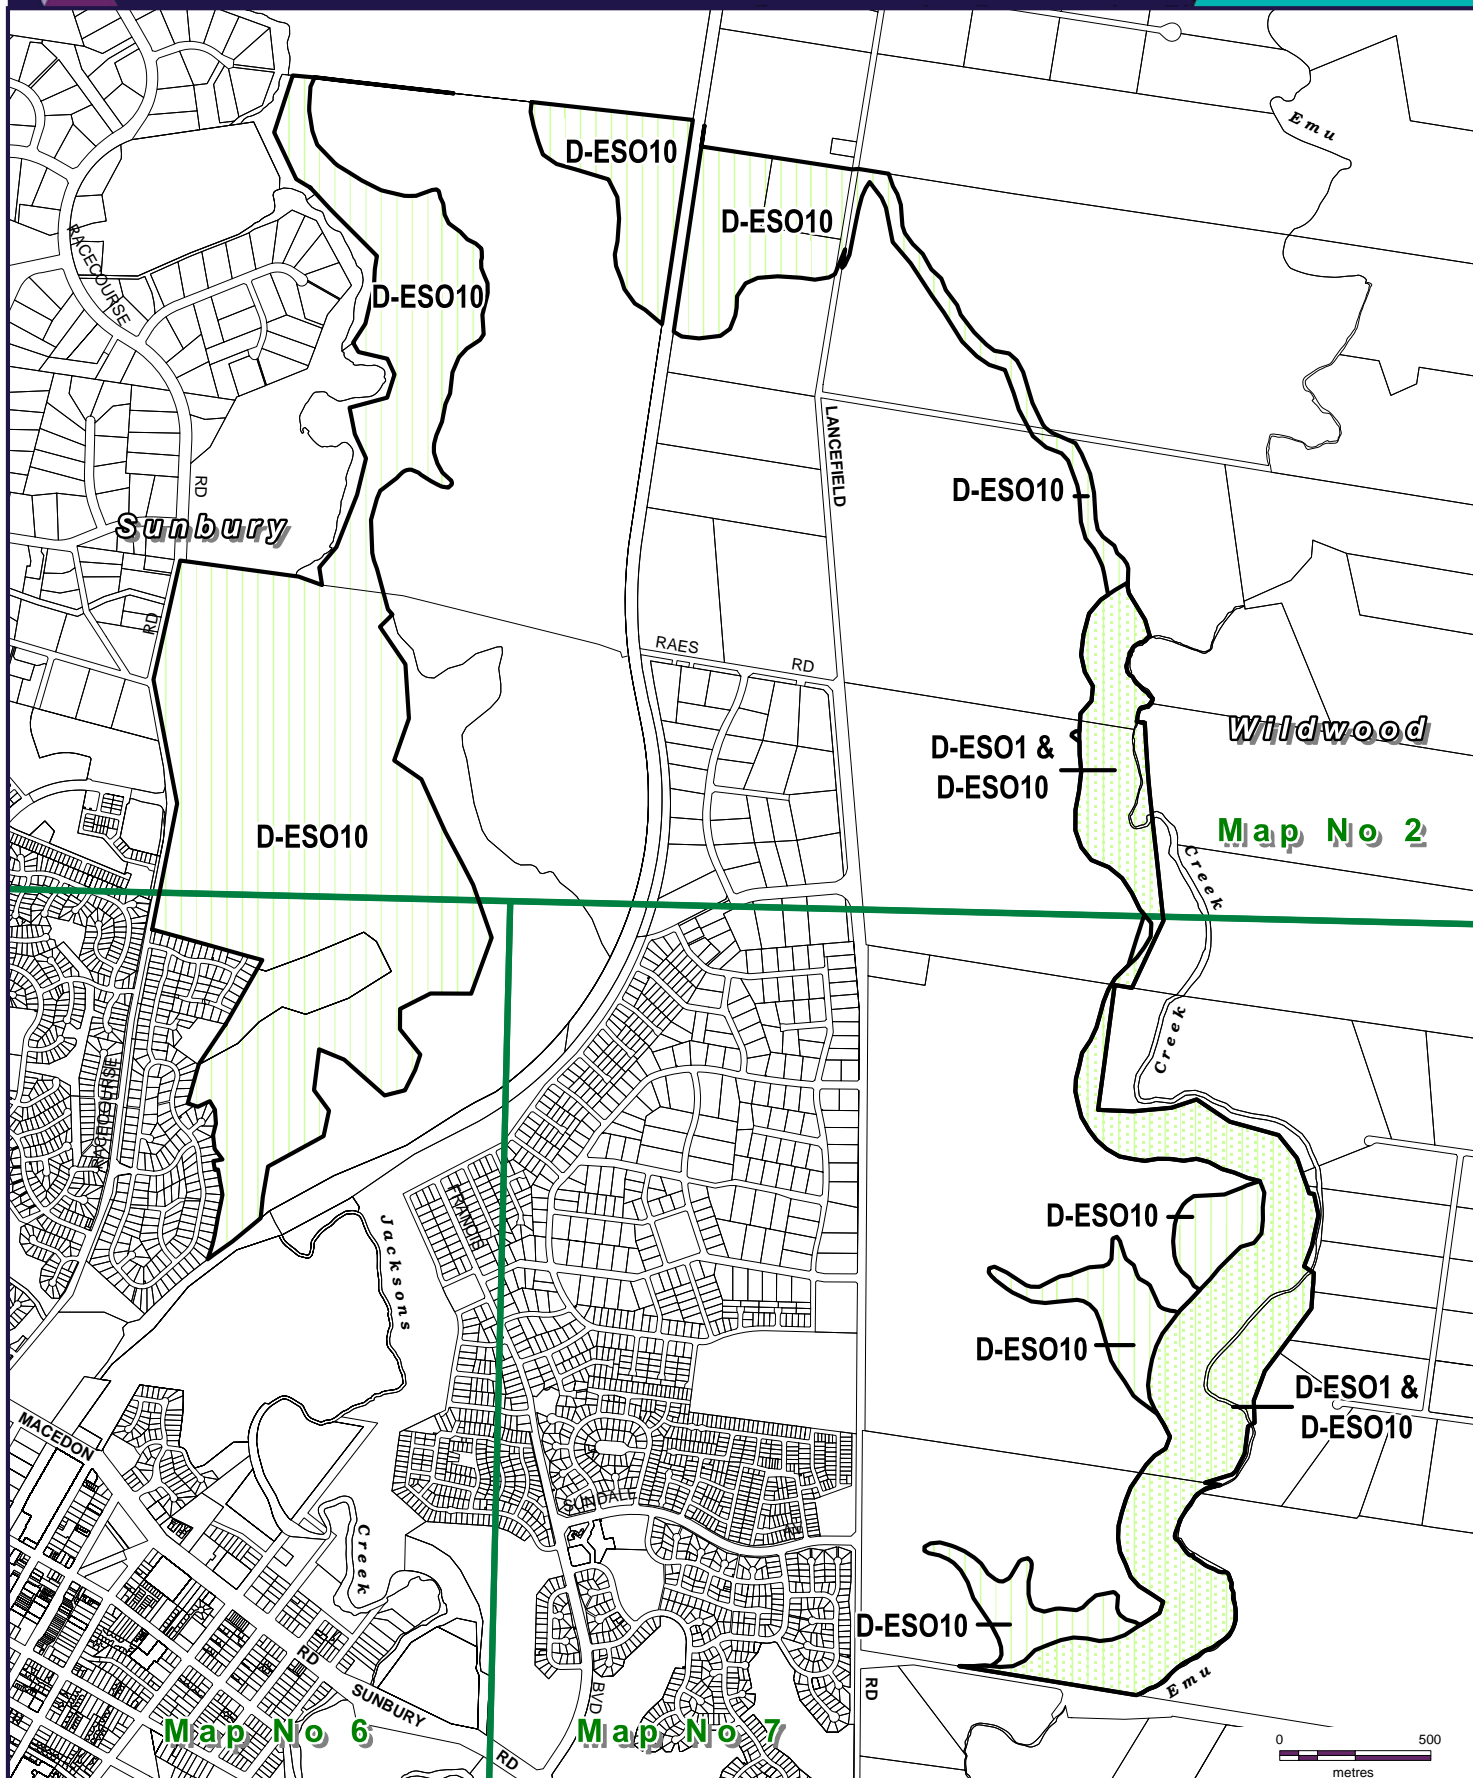 Emu
D-ESO10
D-ESO10
RACECOURSE
D-ESO10
LANCEFIELD
RD
D-ESO10
Sunbury
RD
RAES RD
Wildwood
D-ESO1 &
D-ESO10
Map No 2
D-ESO10
Creek
Creek
RACECOURSE
D-ESO10
Jacksons
D-ESO10
D-ESO1 &
D-ESO10
MACEDON
SUNDALE
AV
Creek
D-ESO10
RD
Emu
SUNBURY
RD
BVD
Map No 6
Map No 7
RD
0 500
metres